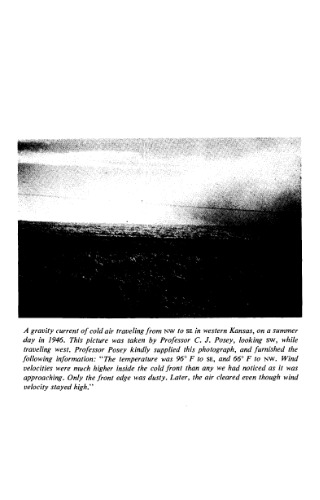 A gravity current of cold air traveling from NW to SE in western Kansas, on a summer
day in 1946. This picture was taken by Professor C. J. Posey, looking SW, while
traveling west. Professor Posey kindly supplied this photograph, and furnished the
following information: "The temperature was 96° F to SE, and 66° F to NW. Wind
velocities were much higher inside the cold front than any we had noticed as it was
approaching. Only the front edge was dusty. Later, the air cleared even though wind
velocity stayed high."